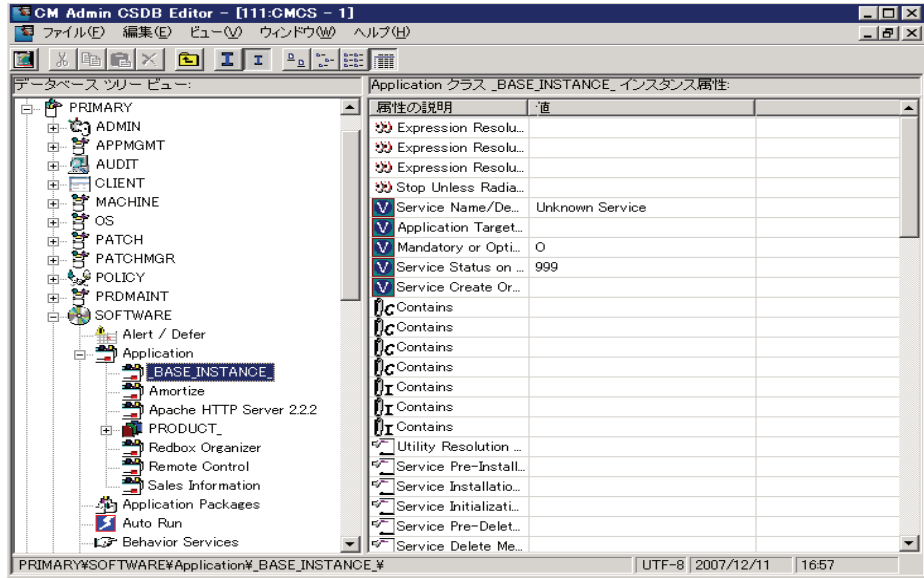 CM Admin CSDB Editor - [111:CMCS - 1]
ファイル(F) 編集(E) ビュー(V) ウィンドウ(W) ヘルプ(H)
データベース ツリー ビュー:
PRIMARY
ADMIN
APPMGMT
AUDIT
CLIENT
MACHINE
OS
PATCH
PATCHMGR
POLICY
PRDMAINT
SOFTWARE
Alert / Defer
Application
_BASE_INSTANCE_
Amortize
Apache HTTP Server 2.2.2
PRODUCT_
Redbox Organizer
Remote Control
Sales Information
Application Packages
Auto Run
Behavior Services
Application クラス _BASE_INSTANCE_ インスタンス属性:
属性の説明 値
Expression Resolu...
Expression Resolu...
Expression Resolu...
Stop Unless Radia...
Service Name/De... Unknown Service
Application Target...
Mandatory or Opti... O
Service Status on ... 999
Service Create Or...
Contains
Contains
Contains
Contains
Contains
Contains
Contains
Utility Resolution ...
Service Pre-Install...
Service Installatio...
Service Initializati...
Service Pre-Delet...
Service Delete Me...
PRIMARY¥SOFTWARE¥Application¥_BASE_INSTANCE_¥ UTF-8 2007/12/11 16:57